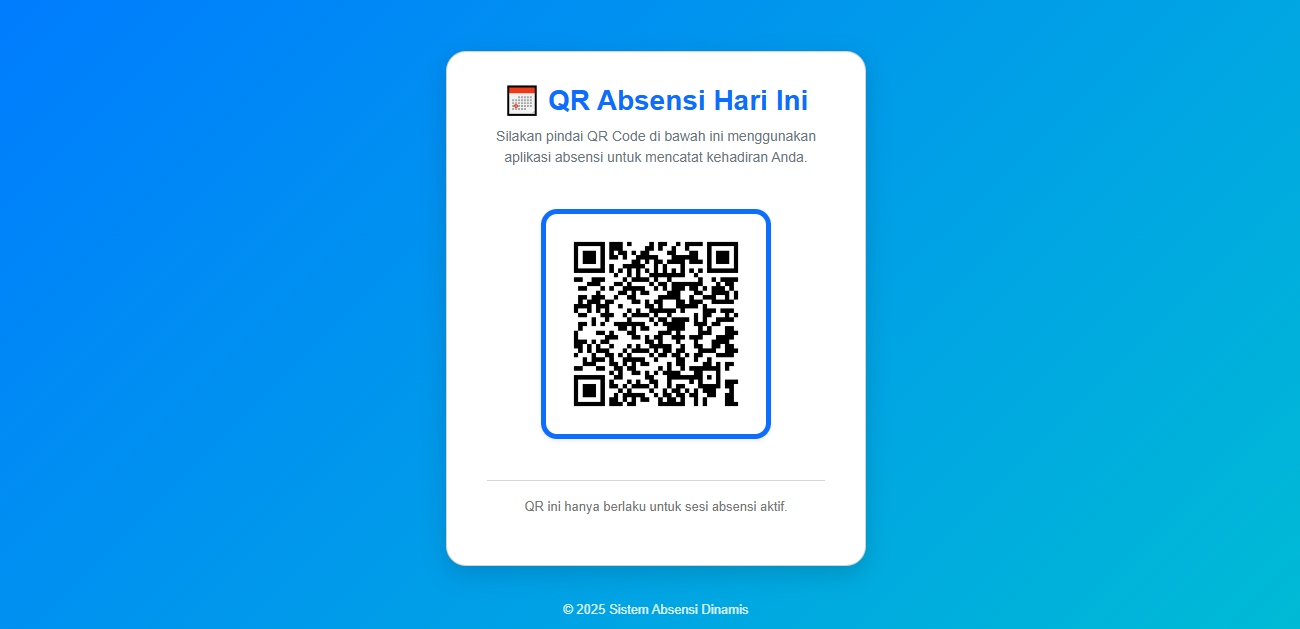 QR Absensi Hari Ini
Silakan pindai QR Code di bawah ini menggunakan
aplikasi absensi untuk mencatat kehadiran Anda.
QR ini hanya berlaku untuk sesi absensi aktif.
© 2025 Sistem Absensi Dinamis